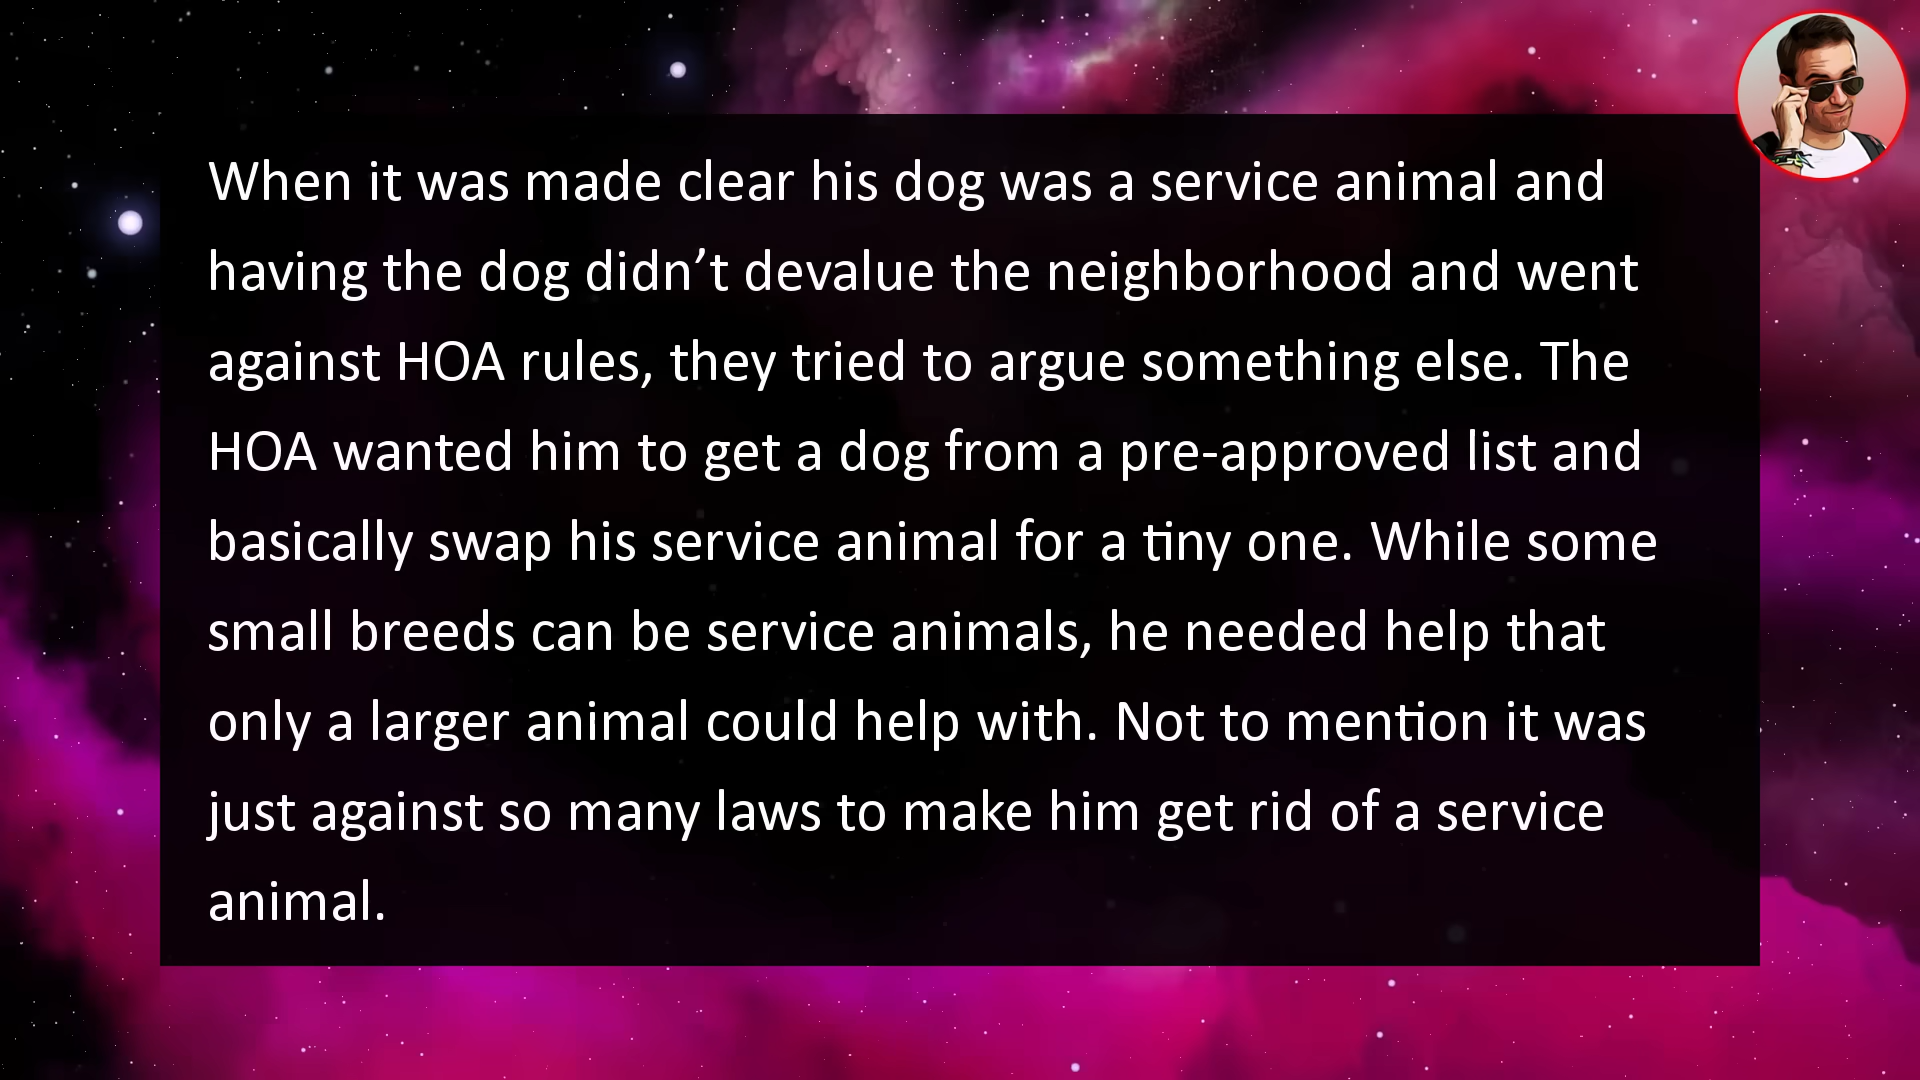 When it was made clear his dog was a service animal and
having the dog didn’t devalue the neighborhood and went
against HOA rules, they tried to argue something else. The
HOA wanted him to get a dog from a pre-approved list and
basically swap his service animal for a tiny one. While some
small breeds can be service animals, he needed help that
only a larger animal could help with. Not to mention it was
just against so many laws to make him get rid of a service
animal.